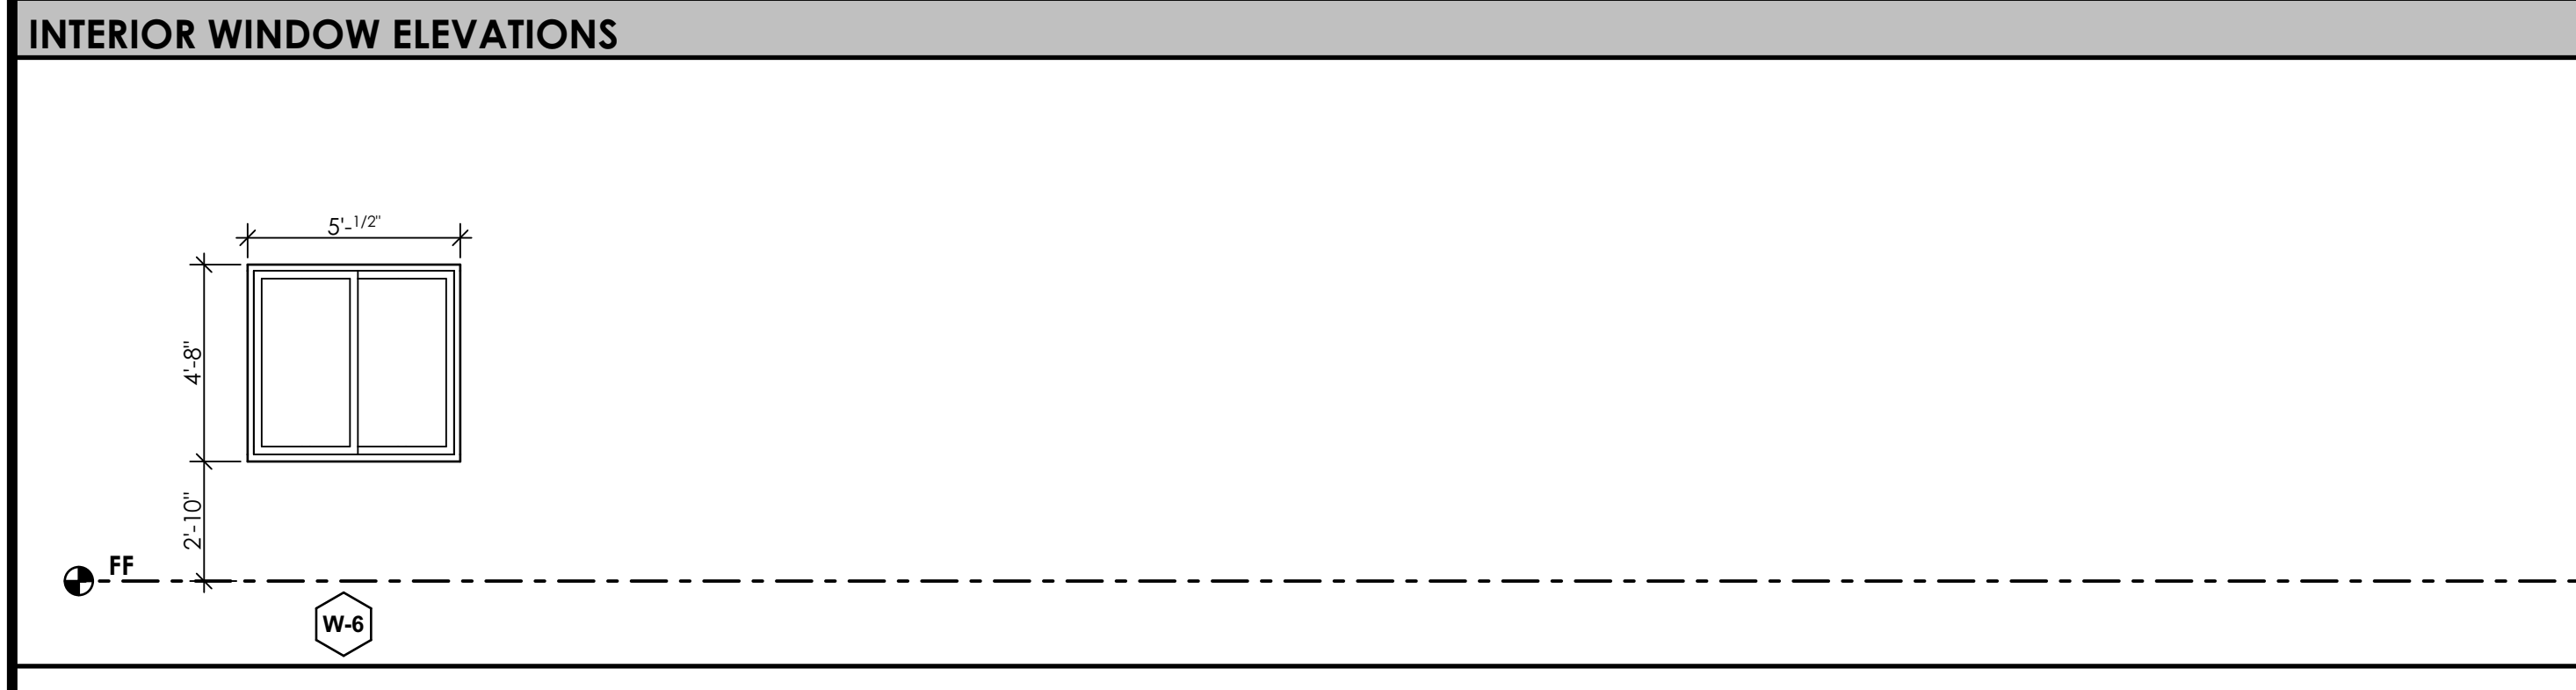 INTERIOR WINDOW ELEVATIONS
5'-1/2"
4'-8"
2'-10"
FF
W-6